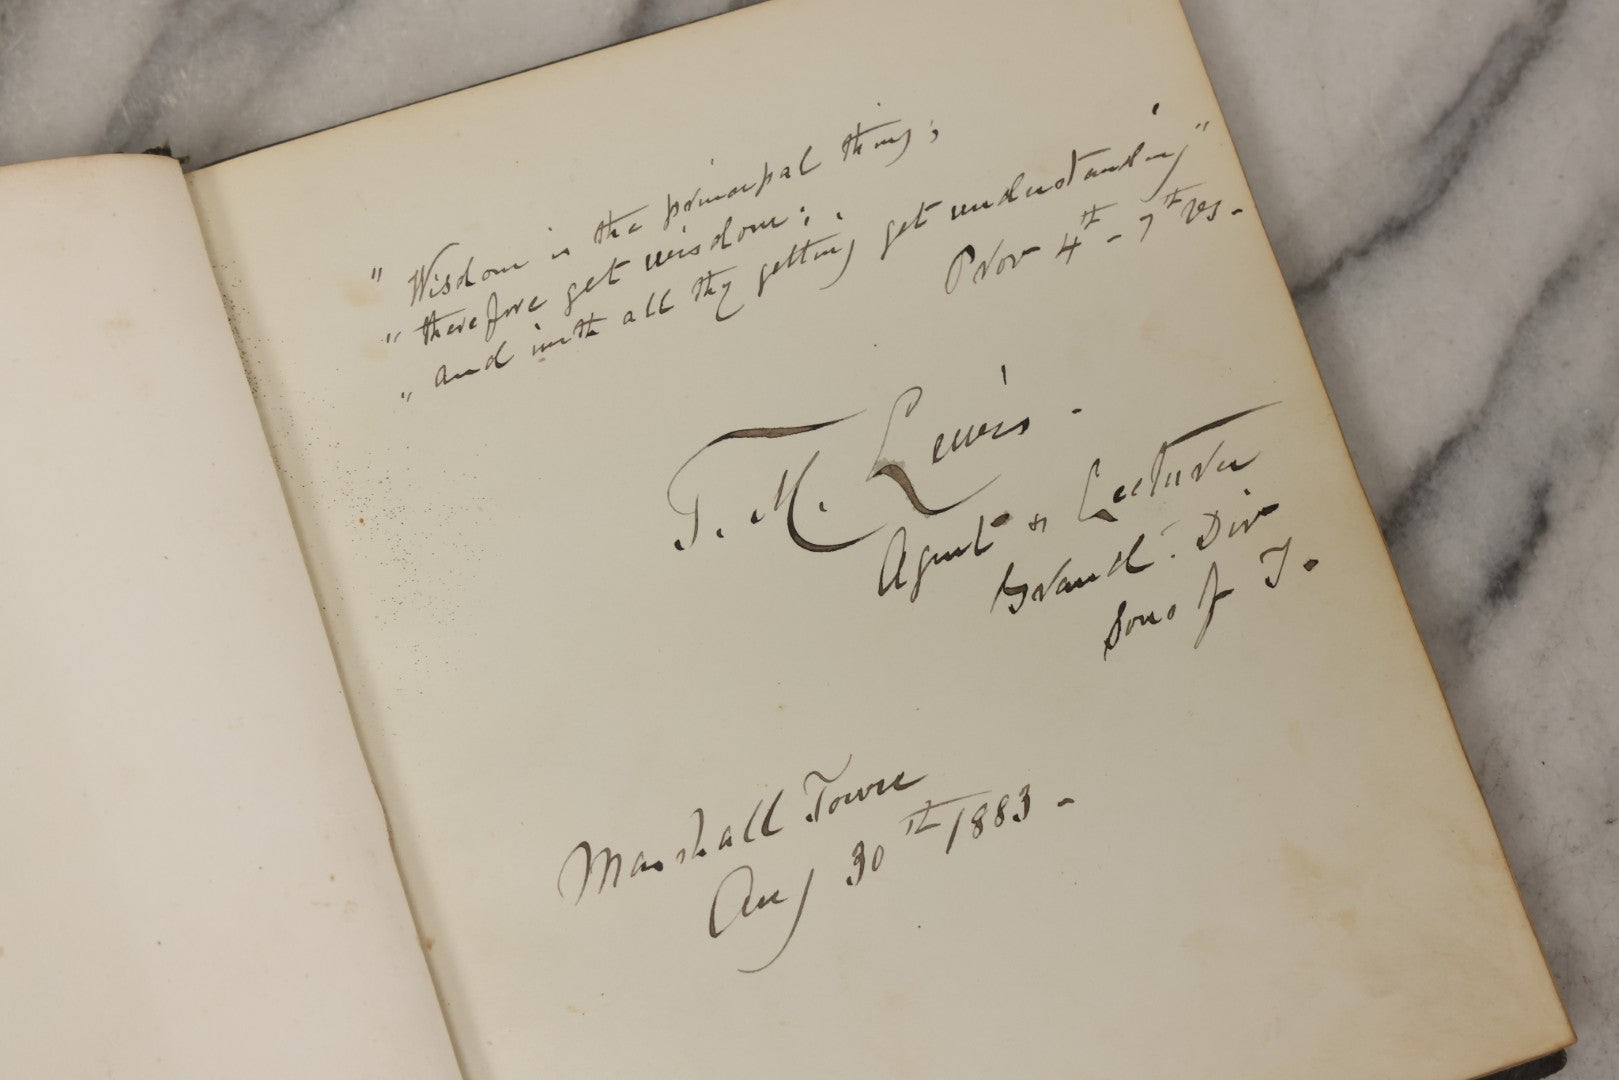 " Wisdom is the principal thing ;
" therefore get wisdom ;
" and with all thy getting get understanding "
Prov 4th - 7th vs -
T. M. Lewis -
Agent & Lecturer
Grand . Div
Sons of T.
Marshall Town
Aug 30th 1883 -